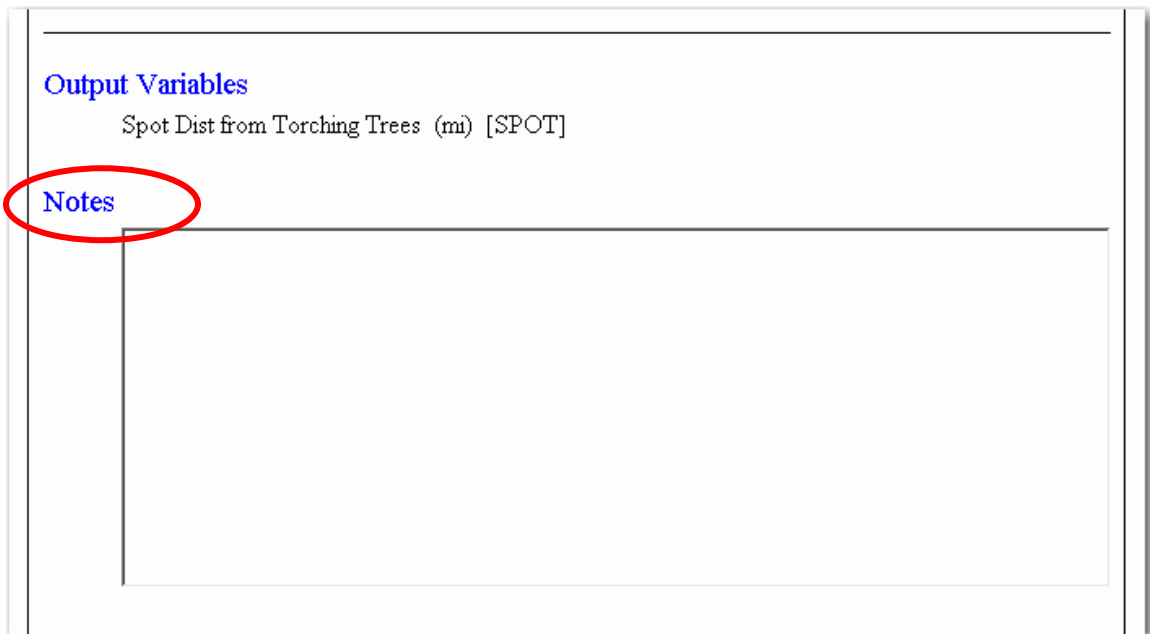 Output Variables
Spot Dist from Torching Trees (mi) [SPOT]
Notes